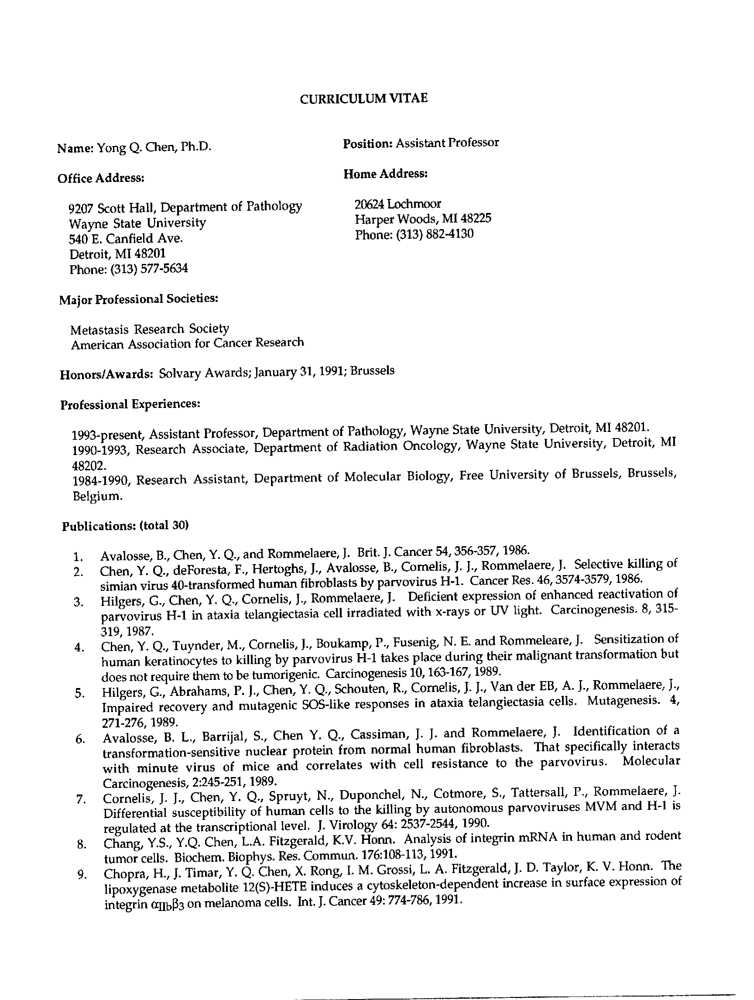 CURRICULUM VITAE
Name: Yong Q. Chen, Ph.D.
Position: Assistant Professor
Office Address:
9207 Scott Hall, Department of Pathology
Wayne State University
540 E. Canfield Ave.
Detroit, MI 48201
Phone: (313) 577-5634
Home Address:
20624 Lochmoor
Harper Woods, MI 48225
Phone: (313) 882-4130
Major Professional Societies:
Metastasis Research Society
American Association for Cancer Research
Honors/Awards: Solvary Awards; January 31, 1991; Brussels
Professional Experiences:
1993-present, Assistant Professor, Department of Pathology, Wayne State University, Detroit, MI 48201.
1990-1993, Research Associate, Department of Radiation Oncology, Wayne State University, Detroit, MI
48202.
1984-1990, Research Assistant, Department of Molecular Biology, Free University of Brussels, Brussels,
Belgium.
Publications: (total 30)
1. Avalosse, B., Chen, Y. Q., and Rommelaere, J. Brit. J. Cancer 54, 356-357, 1986.
2. Chen, Y. Q., deForesta, F., Hertoghs, J., Avalosse, B., Cornelis, J. J., Rommelaere, J. Selective killing of
simian virus 40-transformed human fibroblasts by parvovirus H-1. Cancer Res. 46, 3574-3579, 1986.
3. Hilgers, G., Chen, Y. Q., Cornelis, J., Rommelaere, J. Deficient expression of enhanced reactivation of
parvovirus H-1 in ataxia telangiectasia cell irradiated with x-rays or UV light. Carcinogenesis. 8, 315-
319, 1987.
4. Chen, Y. Q., Tuynder, M., Cornelis, J., Boukamp, P., Fusenig, N. E. and Rommeleare, J. Sensitization of
human keratinocytes to killing by parvovirus H-1 takes place during their malignant transformation but
does not require them to be tumorigenic. Carcinogenesis 10, 163-167, 1989.
5. Hilgers, G., Abrahams, P. J., Chen, Y. Q., Schouten, R., Cornelis, J. J., Van der EB, A. J., Rommelaere, J.,
Impaired recovery and mutagenic SOS-like responses in ataxia telangiectasia cells. Mutagenesis. 4,
271-276, 1989.
6. Avalosse, B. L., Barrijal, S., Chen Y. Q., Cassiman, J. J. and Rommelaere, J. Identification of a
transformation-sensitive nuclear protein from normal human fibroblasts. That specifically interacts
with minute virus of mice and correlates with cell resistance to the parvovirus. Molecular
Carcinogenesis, 2:245-251, 1989.
7. Cornelis, J. J., Chen, Y. Q., Spruyt, N., Duponchel, N., Cotmore, S., Tattersall, P., Rommelaere, J.
Differential susceptibility of human cells to the killing by autonomous parvoviruses MVM and H-1 is
regulated at the transcriptional level. J. Virology 64: 2537-2544, 1990.
8. Chang, Y.S., Y.Q. Chen, L.A. Fitzgerald, K.V. Honn. Analysis of integrin mRNA in human and rodent
tumor cells. Biochem. Biophys. Res. Commun. 176:108-113, 1991.
9. Chopra, H., J. Timar, Y. Q. Chen, X. Rong, I. M. Grossi, L. A. Fitzgerald, J. D. Taylor, K. V. Honn. The
lipoxygenase metabolite 12(S)-HETE induces a cytoskeleton-dependent increase in surface expression of
integrin αIIbβ3 on melanoma cells. Int. J. Cancer 49: 774-786, 1991.